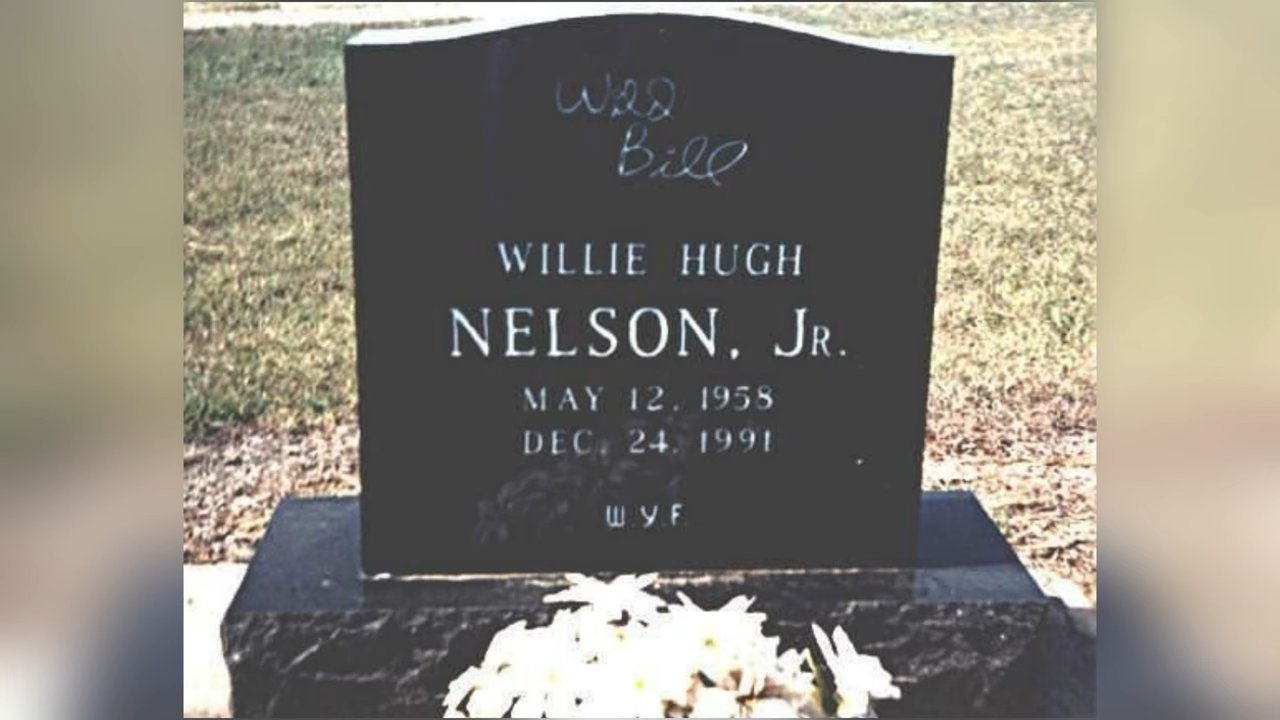 Wild
Bill
WILLIE HUGH
NELSON, JR.
MAY 12, 1958
DEC. 24, 1991
W.Y.F.